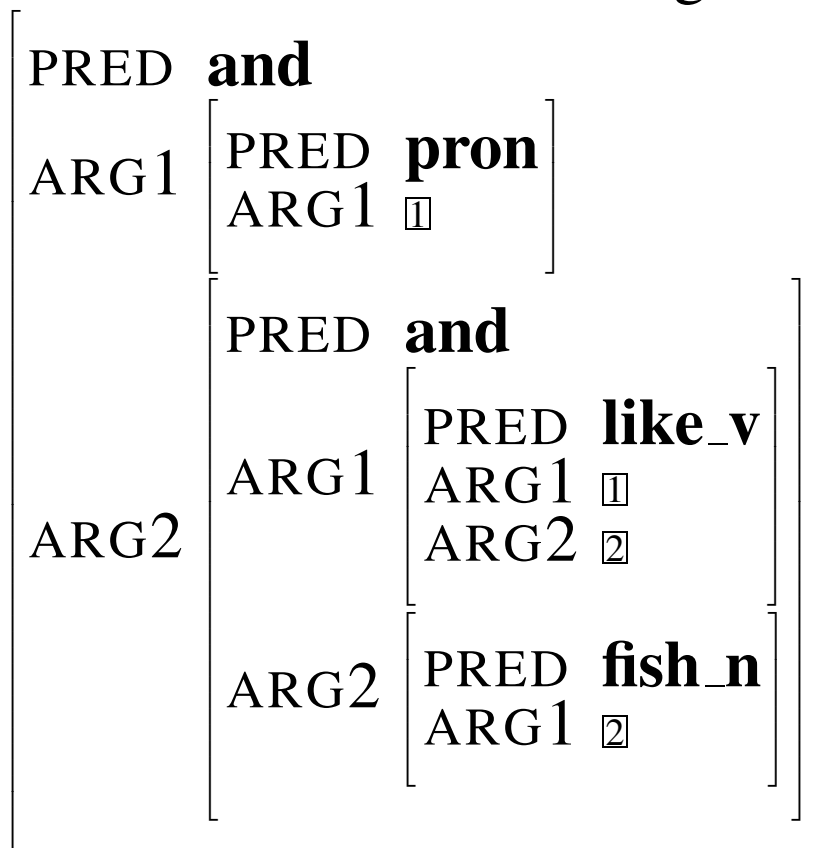 PRED and
ARG1
PRED pron
ARG1 1
ARG2
PRED and
ARG1
PRED like_v
ARG1 1
ARG2 2
ARG2
PRED fish_n
ARG1 2